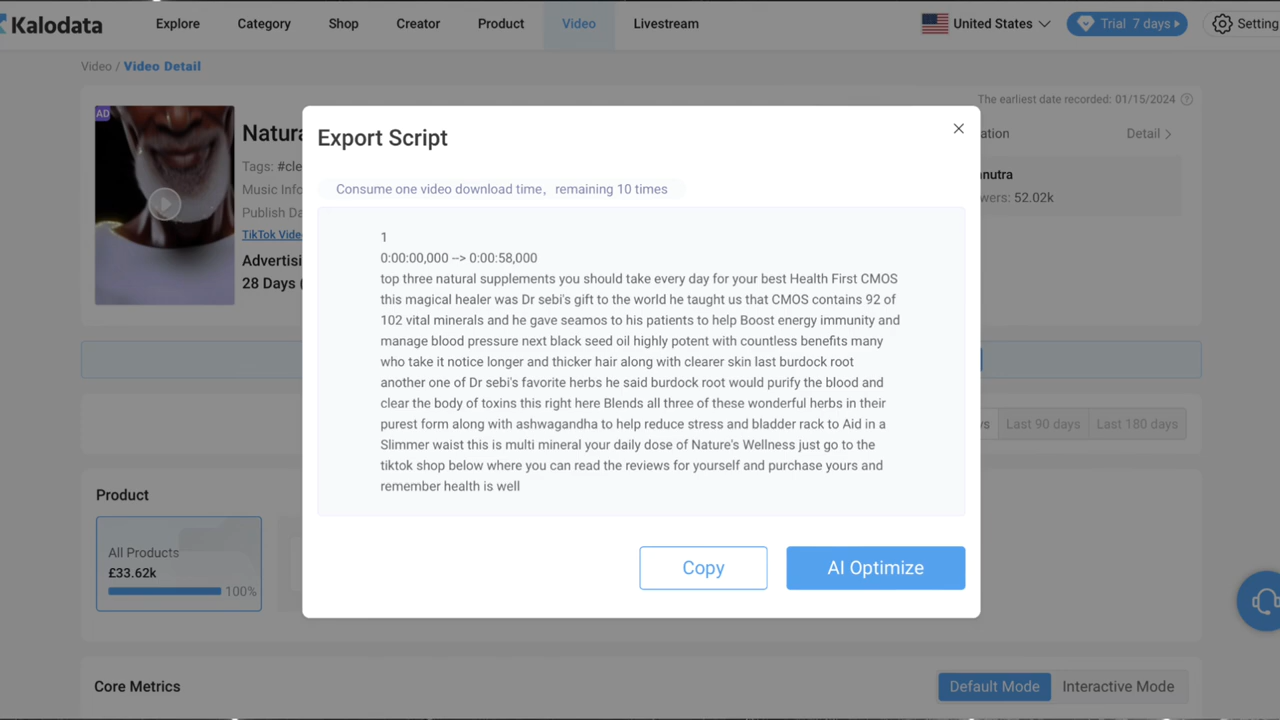 Kalodata
Explore
Category
Shop
Creator
Product
Video
Livestream
United States
Trial 7 days
Setting
Video / Video Detail
The earliest date recorded: 01/15/2024
AD
Natura
Tags: #cle
Music Info
Publish Da
TikTok Vide
Advertisi
28 Days (
ation
Detail
nutra
wers: 52.02k
Export Script
Consume one video download time, remaining 10 times
1
0:00:00,000 --> 0:00:58,000
top three natural supplements you should take every day for your best Health First CMOS
this magical healer was Dr sebi's gift to the world he taught us that CMOS contains 92 of
102 vital minerals and he gave seamos to his patients to help Boost energy immunity and
manage blood pressure next black seed oil highly potent with countless benefits many
who take it notice longer and thicker hair along with clearer skin last burdock root
another one of Dr sebi's favorite herbs he said burdock root would purify the blood and
clear the body of toxins this right here Blends all three of these wonderful herbs in their
purest form along with ashwagandha to help reduce stress and bladder rack to Aid in a
Slimmer waist this is multi mineral your daily dose of Nature's Wellness just go to the
tiktok shop below where you can read the reviews for yourself and purchase yours and
remember health is well
Copy
AI Optimize
ys
Last 90 days
Last 180 days
Product
All Products
£33.62k
100%
Core Metrics
Default Mode
Interactive Mode